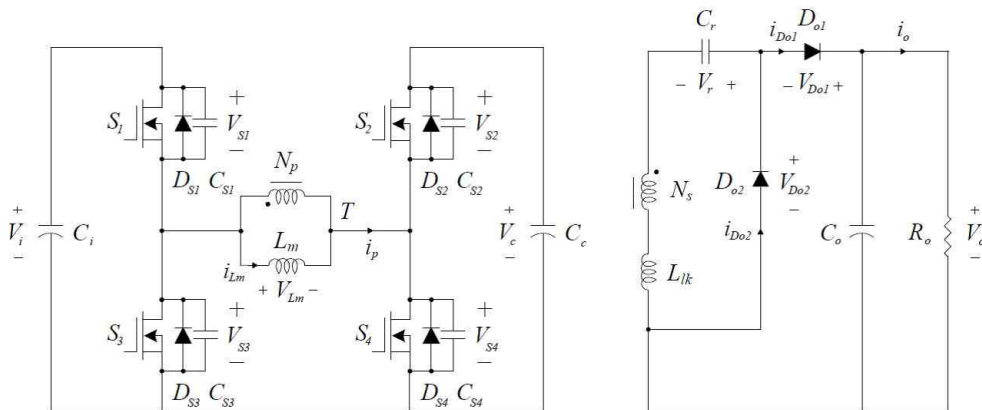 C_r i_Do1 D_o1 i_o
− V_r + − V_Do1 +
S_1 + V_S1 − S_2 + V_S2 −
D_S1 C_S1 N_p D_S2 C_S2
N_s D_o2 + V_Do2 −
+ V_i − C_i T i_p + V_c − C_c
L_m i_Do2 C_o R_o + V_o −
i_Lm + V_Lm − L_lk
S_3 + V_S3 − S_4 + V_S4 −
D_S3 C_S3 D_S4 C_S4